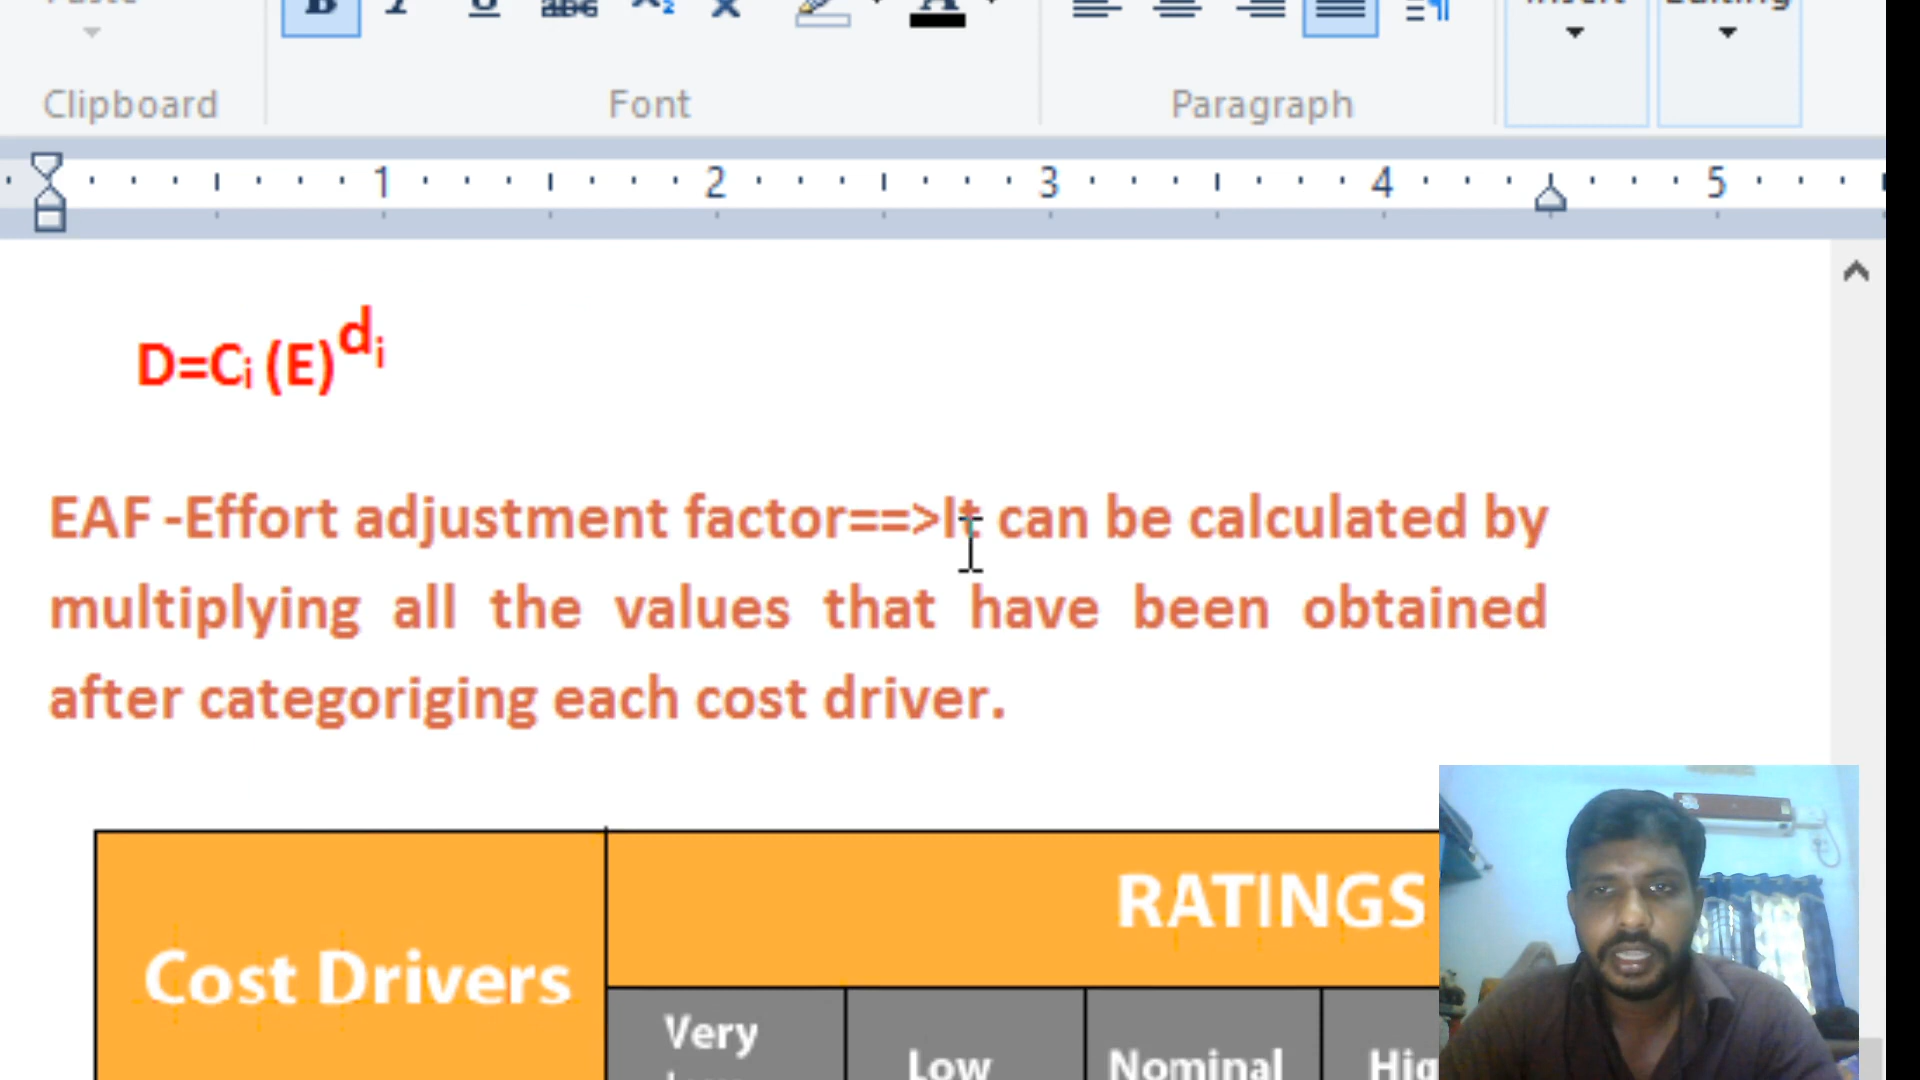 Clipboard
Font
Paragraph
1 2 3 4 5
D=Ci (E)di
EAF -Effort adjustment factor==>It can be calculated by
multiplying all the values that have been obtained
after categoriging each cost driver.
Cost Drivers
RATINGS
Very
Low
Nominal